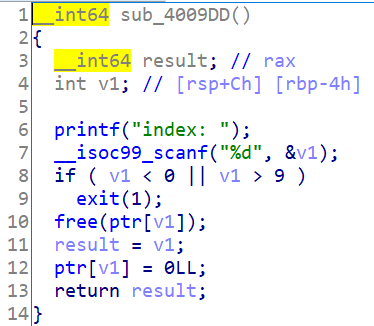 1 __int64 sub_4009DD()
2 {
3   __int64 result; // rax
4   int v1; // [rsp+Ch] [rbp-4h]
5
6   printf("index: ");
7   __isoc99_scanf("%d", &v1);
8   if ( v1 < 0 || v1 > 9 )
9     exit(1);
10   free(ptr[v1]);
11   result = v1;
12   ptr[v1] = 0LL;
13   return result;
14 }